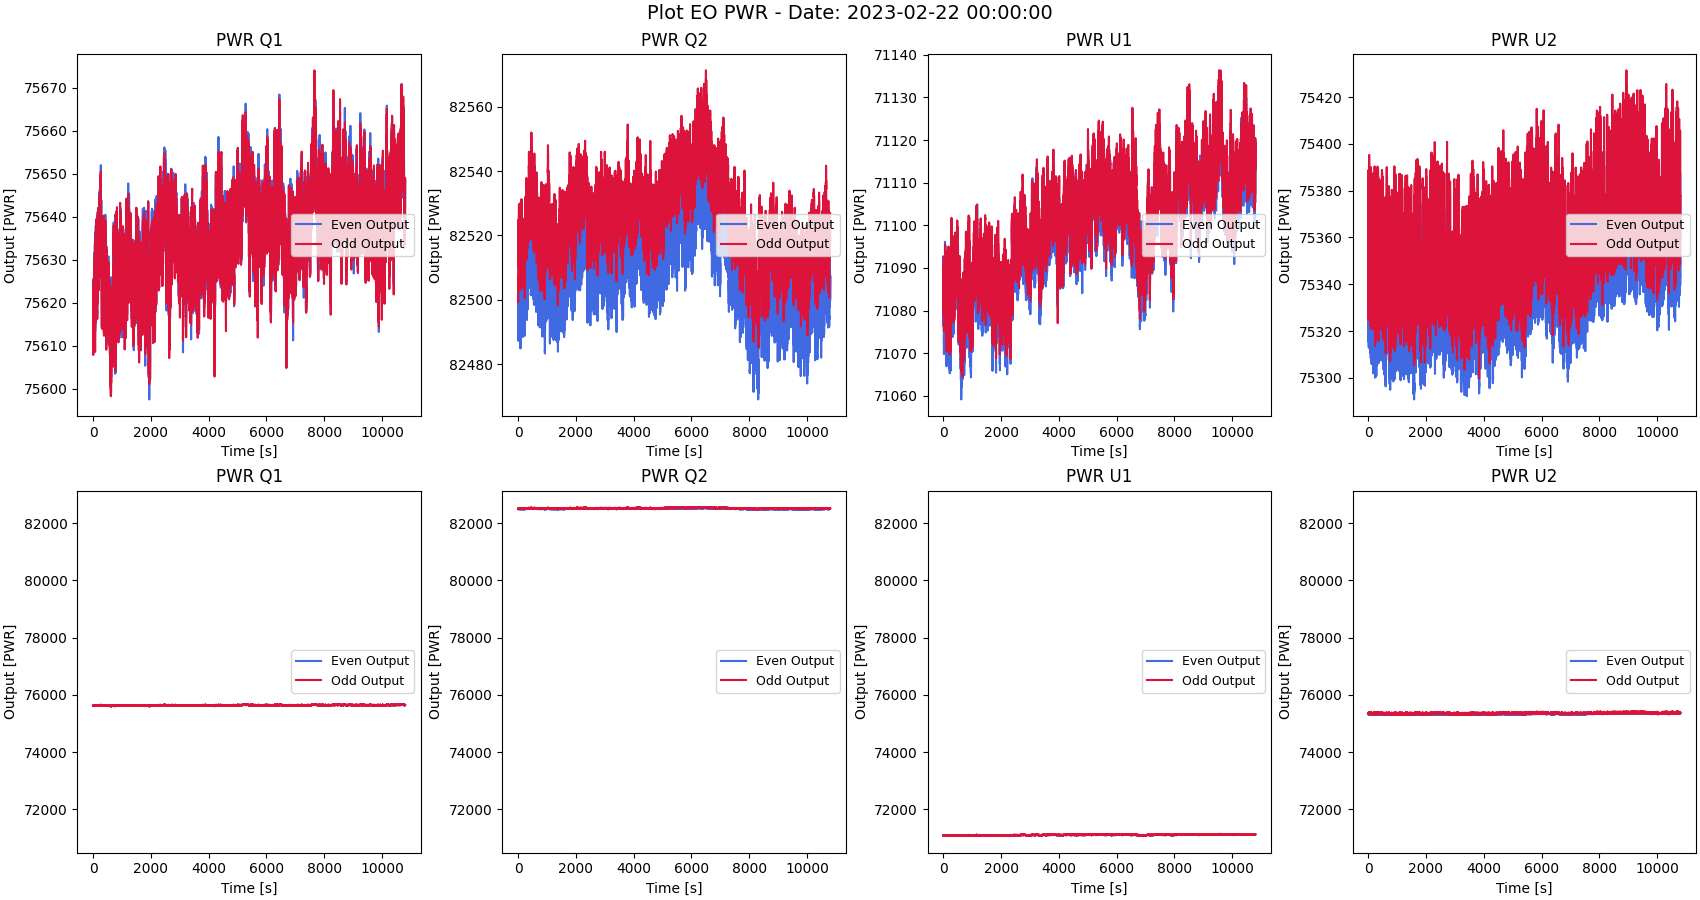 Plot EO PWR - Date: 2023-02-22 00:00:00
PWR Q1
Output [PWR]
75670
75660
75650
75640
75630
75620
75610
75600
Even Output
Odd Output
0 2000 4000 6000 8000 10000
Time [s]
PWR Q2
Output [PWR]
82560
82540
82520
82500
82480
Even Output
Odd Output
0 2000 4000 6000 8000 10000
Time [s]
PWR U1
Output [PWR]
71140
71130
71120
71110
71100
71090
71080
71070
71060
Even Output
Odd Output
0 2000 4000 6000 8000 10000
Time [s]
PWR U2
Output [PWR]
75420
75400
75380
75360
75340
75320
75300
Even Output
Odd Output
0 2000 4000 6000 8000 10000
Time [s]
PWR Q1
Output [PWR]
82000
80000
78000
76000
74000
72000
Even Output
Odd Output
0 2000 4000 6000 8000 10000
Time [s]
PWR Q2
Output [PWR]
82000
80000
78000
76000
74000
72000
Even Output
Odd Output
0 2000 4000 6000 8000 10000
Time [s]
PWR U1
Output [PWR]
82000
80000
78000
76000
74000
72000
Even Output
Odd Output
0 2000 4000 6000 8000 10000
Time [s]
PWR U2
Output [PWR]
82000
80000
78000
76000
74000
72000
Even Output
Odd Output
0 2000 4000 6000 8000 10000
Time [s]